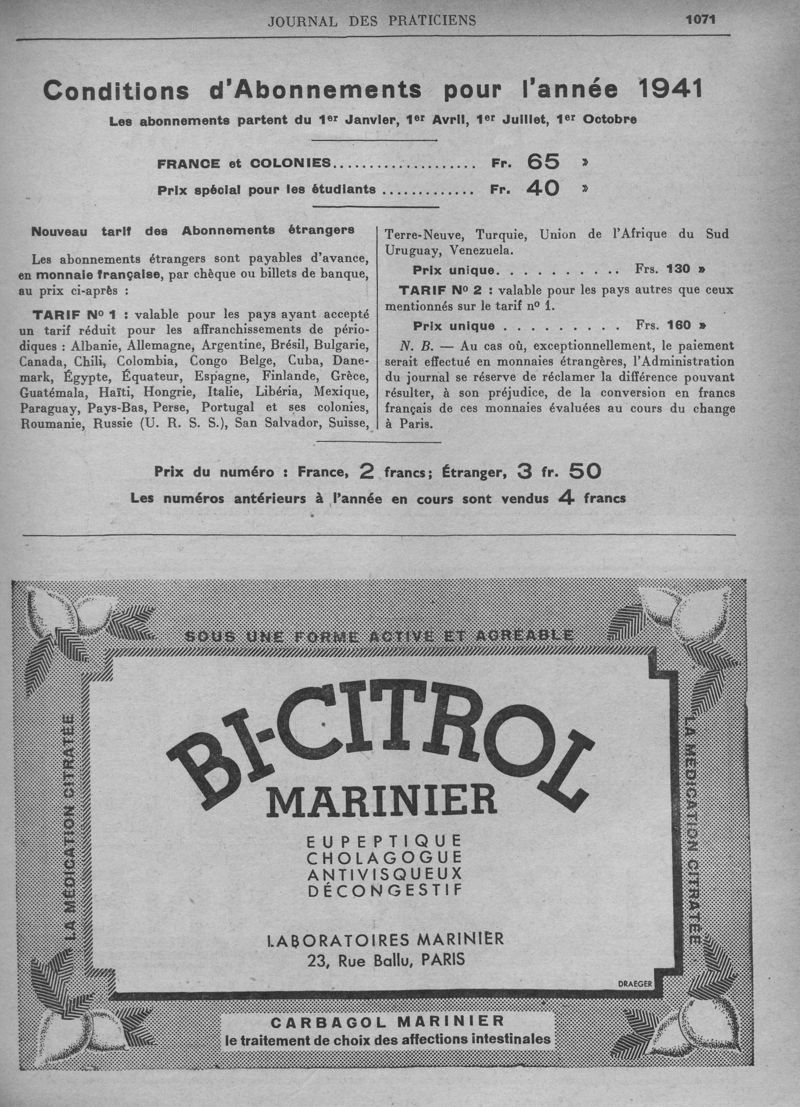 JOURNAL DES PRATICIENS 1071
Conditions d'Abonnements pour l'année 1941
Les abonnements partent du 1er Janvier, 1er Avril, 1er Juillet, 1er Octobre
FRANCE et COLONIES.................... Fr. 65 »
Prix spécial pour les étudiants ............. Fr. 40 »
Nouveau tarif des Abonnements étrangers
Les abonnements étrangers sont payables d'avance,
en monnaie française, par chèque ou billets de banque,
au prix ci-après :
TARIF No 1 : valable pour les pays ayant accepté
un tarif réduit pour les affranchissements de pério-
diques : Albanie, Allemagne, Argentine, Brésil, Bulgarie,
Canada, Chili, Colombia, Congo Belge, Cuba, Dane-
mark, Égypte, Équateur, Espagne, Finlande, Grèce,
Guatémala, Haïti, Hongrie, Italie, Libéria, Mexique,
Paraguay, Pays-Bas, Perse, Portugal et ses colonies,
Roumanie, Russie (U. R. S. S.), San Salvador, Suisse,
Terre-Neuve, Turquie, Union de l'Afrique du Sud
Uruguay, Venezuela.
Prix unique. . . . . . . . . . Frs. 130 »
TARIF No 2 : valable pour les pays autres que ceux
mentionnés sur le tarif no 1.
Prix unique . . . . . . . . . Frs. 160 »
N. B. — Au cas où, exceptionnellement, le paiement
serait effectué en monnaies étrangères, l'Administration
du journal se réserve de réclamer la différence pouvant
résulter, à son préjudice, de la conversion en francs
français de ces monnaies évaluées au cours du change
à Paris.
Prix du numéro : France, 2 francs; Étranger, 3 fr. 50
Les numéros antérieurs à l'année en cours sont vendus 4 francs
SOUS UNE FORME ACTIVE ET AGRÉABLE
LA MÉDICATION CITRATÉE
BI-CITROL
MARINIER
EUPEPTIQUE
CHOLAGOGUE
ANTIVISQUEUX
DÉCONGESTIF
LABORATOIRES MARINIER
23, Rue Ballu, PARIS
DRAEGER
LA MÉDICATION CITRATÉE
CARBAGOL MARINIER
le traitement de choix des affections intestinales